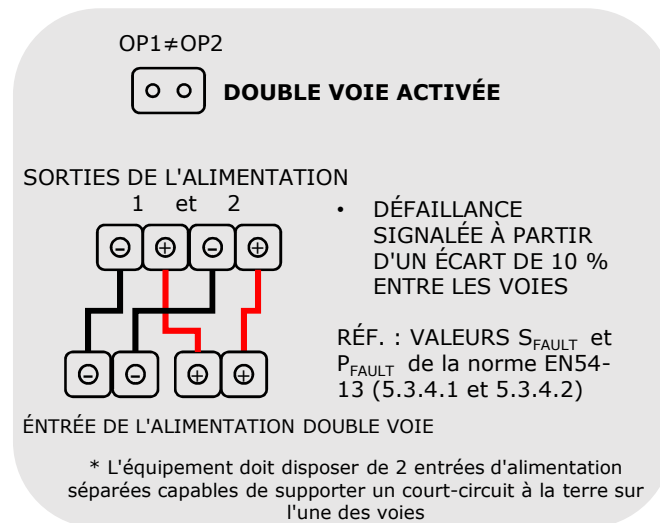 OP1≠OP2
DOUBLE VOIE ACTIVÉE
SORTIES DE L'ALIMENTATION
1 et 2
- + - +
- - + +
• DÉFAILLANCE
SIGNALÉE À PARTIR
D'UN ÉCART DE 10 %
ENTRE LES VOIES
RÉF. : VALEURS S_FAULT et
P_FAULT de la norme EN54-
13 (5.3.4.1 et 5.3.4.2)
ÉNTRÉE DE L'ALIMENTATION DOUBLE VOIE
* L'équipement doit disposer de 2 entrées d'alimentation
séparées capables de supporter un court-circuit à la terre sur
l'une des voies